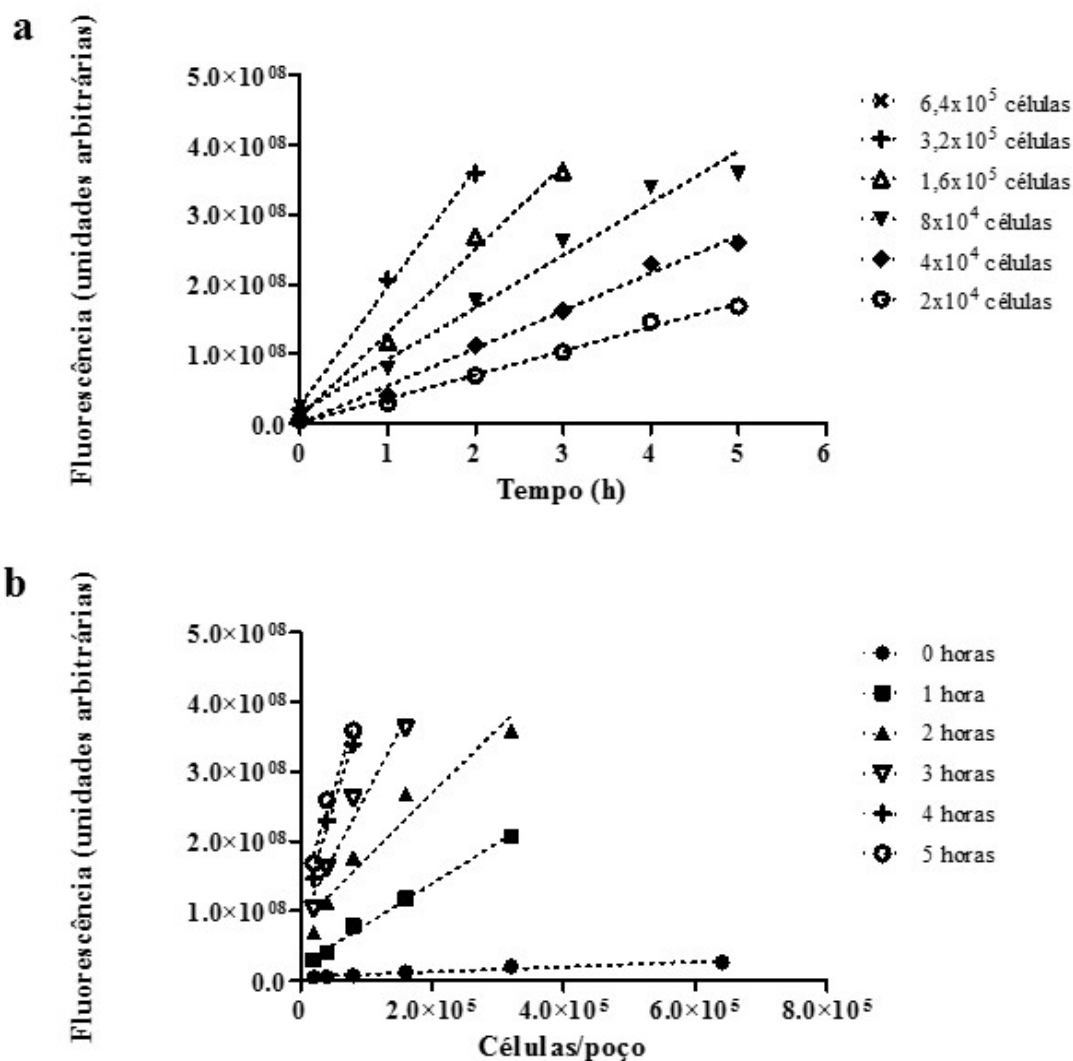 a
Fluorescência (unidades arbitrárias)
5.0×10⁰⁸
4.0×10⁰⁸
3.0×10⁰⁸
2.0×10⁰⁸
1.0×10⁰⁸
0.0
0 1 2 3 4 5 6
Tempo (h)
6,4x10⁵ células
3,2x10⁵ células
1,6x10⁵ células
8x10⁴ células
4x10⁴ células
2x10⁴ células
b
Fluorescência (unidades arbitrárias)
5.0×10⁰⁸
4.0×10⁰⁸
3.0×10⁰⁸
2.0×10⁰⁸
1.0×10⁰⁸
0.0
0 2.0×10⁵ 4.0×10⁵ 6.0×10⁵ 8.0×10⁵
Células/poço
0 horas
1 hora
2 horas
3 horas
4 horas
5 horas